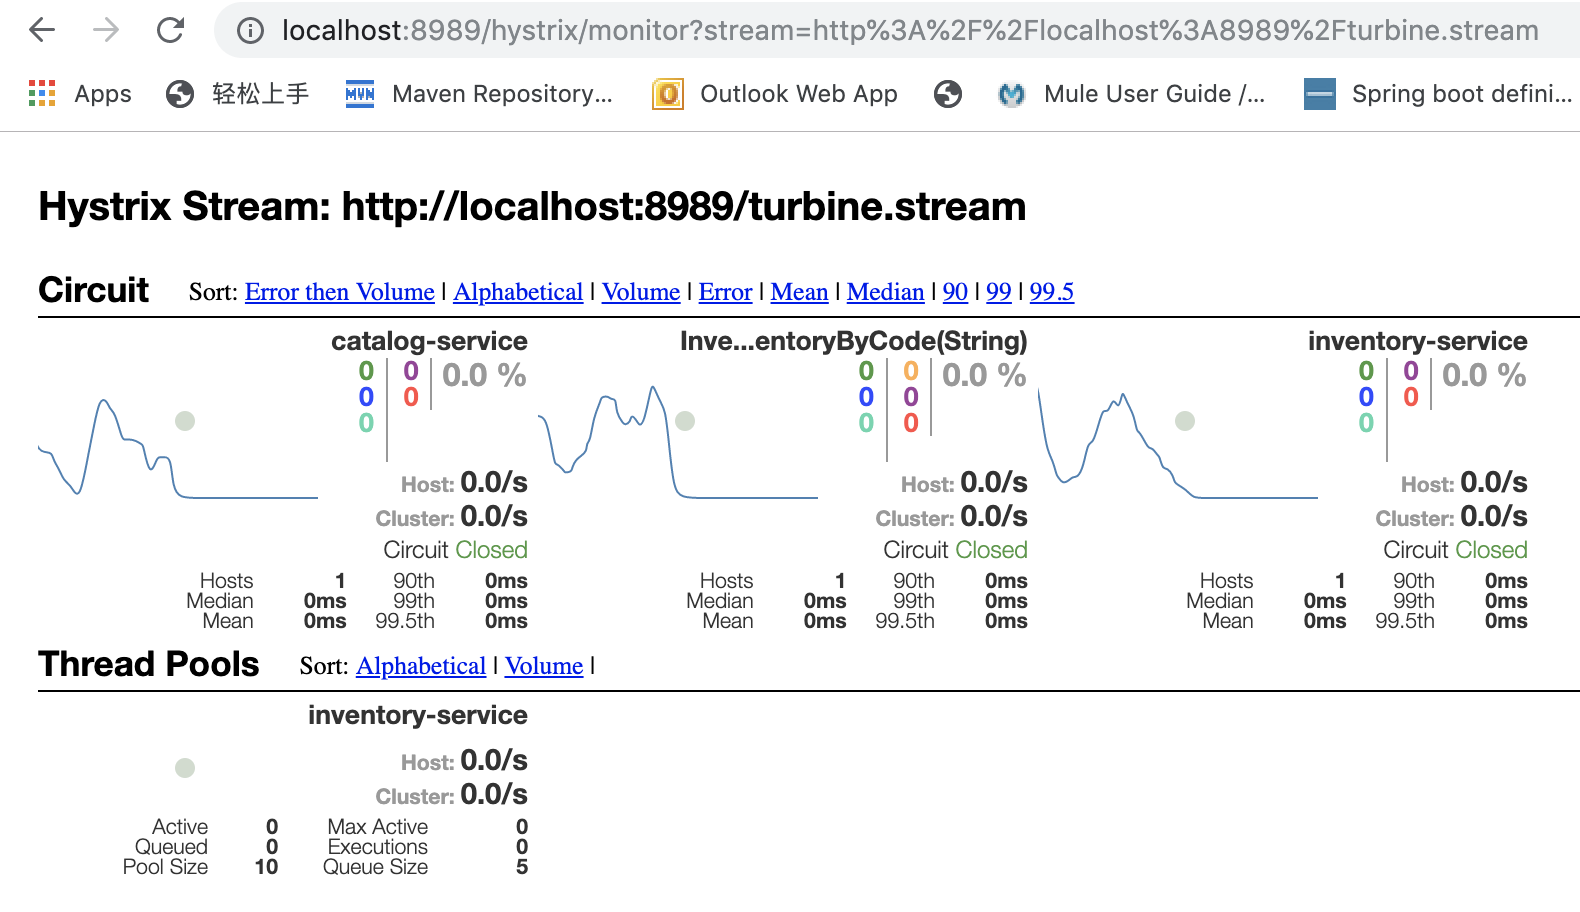 localhost:8989/hystrix/monitor?stream=http%3A%2F%2Flocalhost%3A8989%2Fturbine.stream
Apps 轻松上手 MVN Maven Repository... Outlook Web App Mule User Guide /... Spring boot defini...
Hystrix Stream: http://localhost:8989/turbine.stream
Circuit Sort: Error then Volume | Alphabetical | Volume | Error | Mean | Median | 90 | 99 | 99.5
catalog-service
0 0 0.0 %
0 0
0
Host: 0.0/s
Cluster: 0.0/s
Circuit Closed
Hosts 1 90th 0ms
Median 0ms 99th 0ms
Mean 0ms 99.5th 0ms
Inve...entoryByCode(String)
0 0 0.0 %
0 0
0 0
Host: 0.0/s
Cluster: 0.0/s
Circuit Closed
Hosts 1 90th 0ms
Median 0ms 99th 0ms
Mean 0ms 99.5th 0ms
inventory-service
0 0 0.0 %
0 0
0
Host: 0.0/s
Cluster: 0.0/s
Circuit Closed
Hosts 1 90th 0ms
Median 0ms 99th 0ms
Mean 0ms 99.5th 0ms
Thread Pools Sort: Alphabetical | Volume |
inventory-service
Host: 0.0/s
Cluster: 0.0/s
Active 0 Max Active 0
Queued 0 Executions 0
Pool Size 10 Queue Size 5